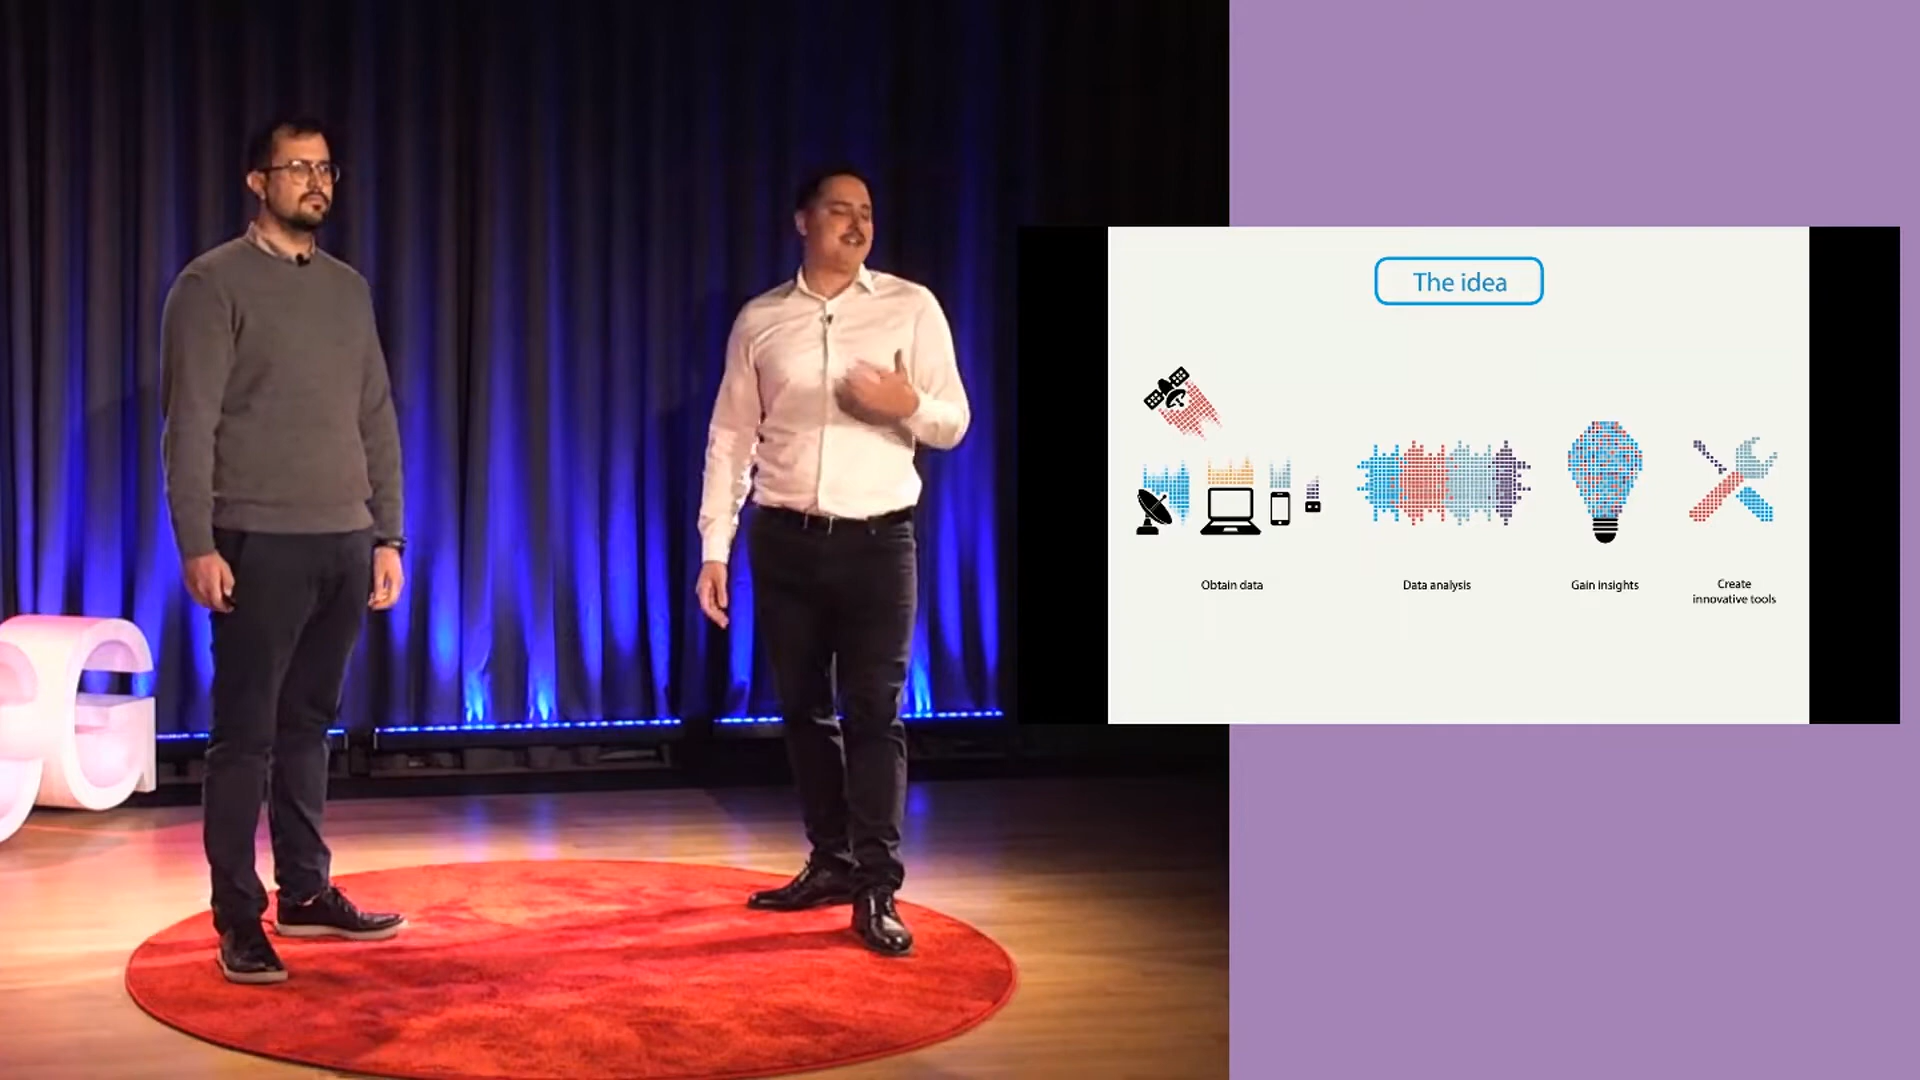 The idea
Obtain data
Data analysis
Gain insights
Create
innovative tools